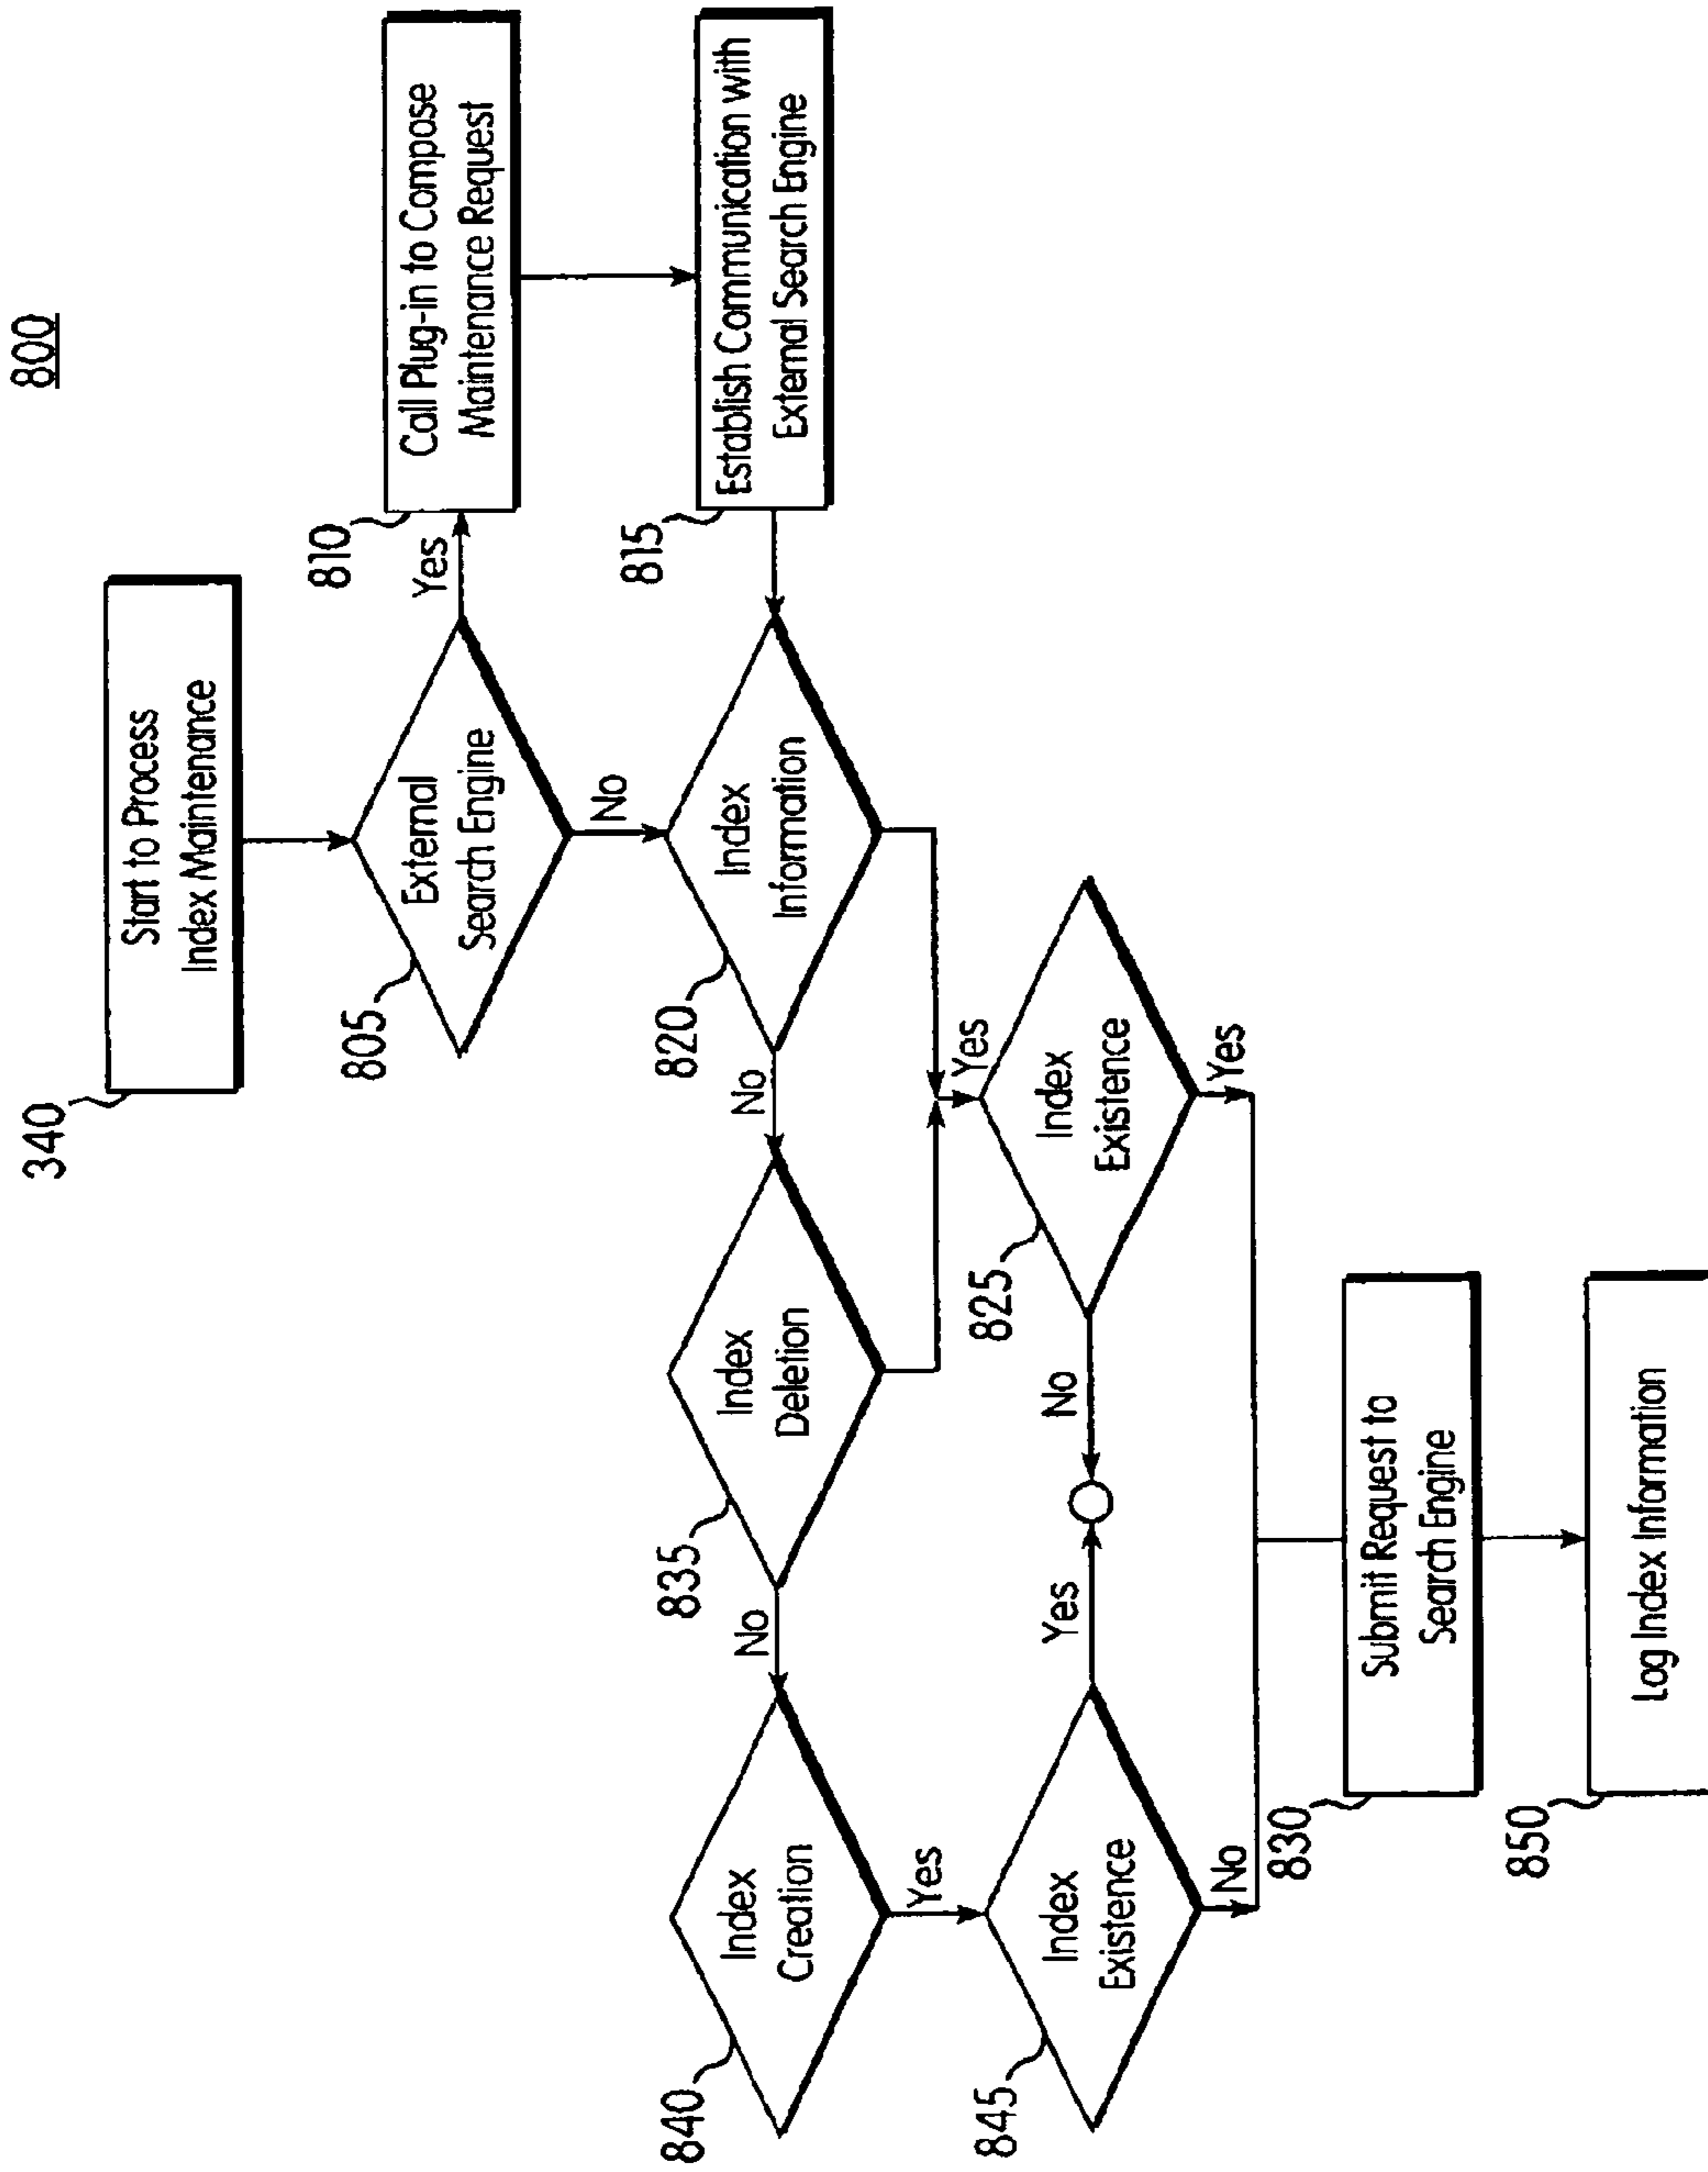 800
340
Start to Process
Index Maintenance
805
External
Search Engine
Yes
810
Call Plug-in to Compose
Maintenance Request
No
815
Establish Communication with
External Search Engine
820
Index
Information
No
835
Index
Deletion
No
840
Index
Creation
Yes
Yes
825
Index
Existence
No
Yes
845
Index
Existence
Yes
No
830
Submit Request to
Search Engine
850
Log Index Information